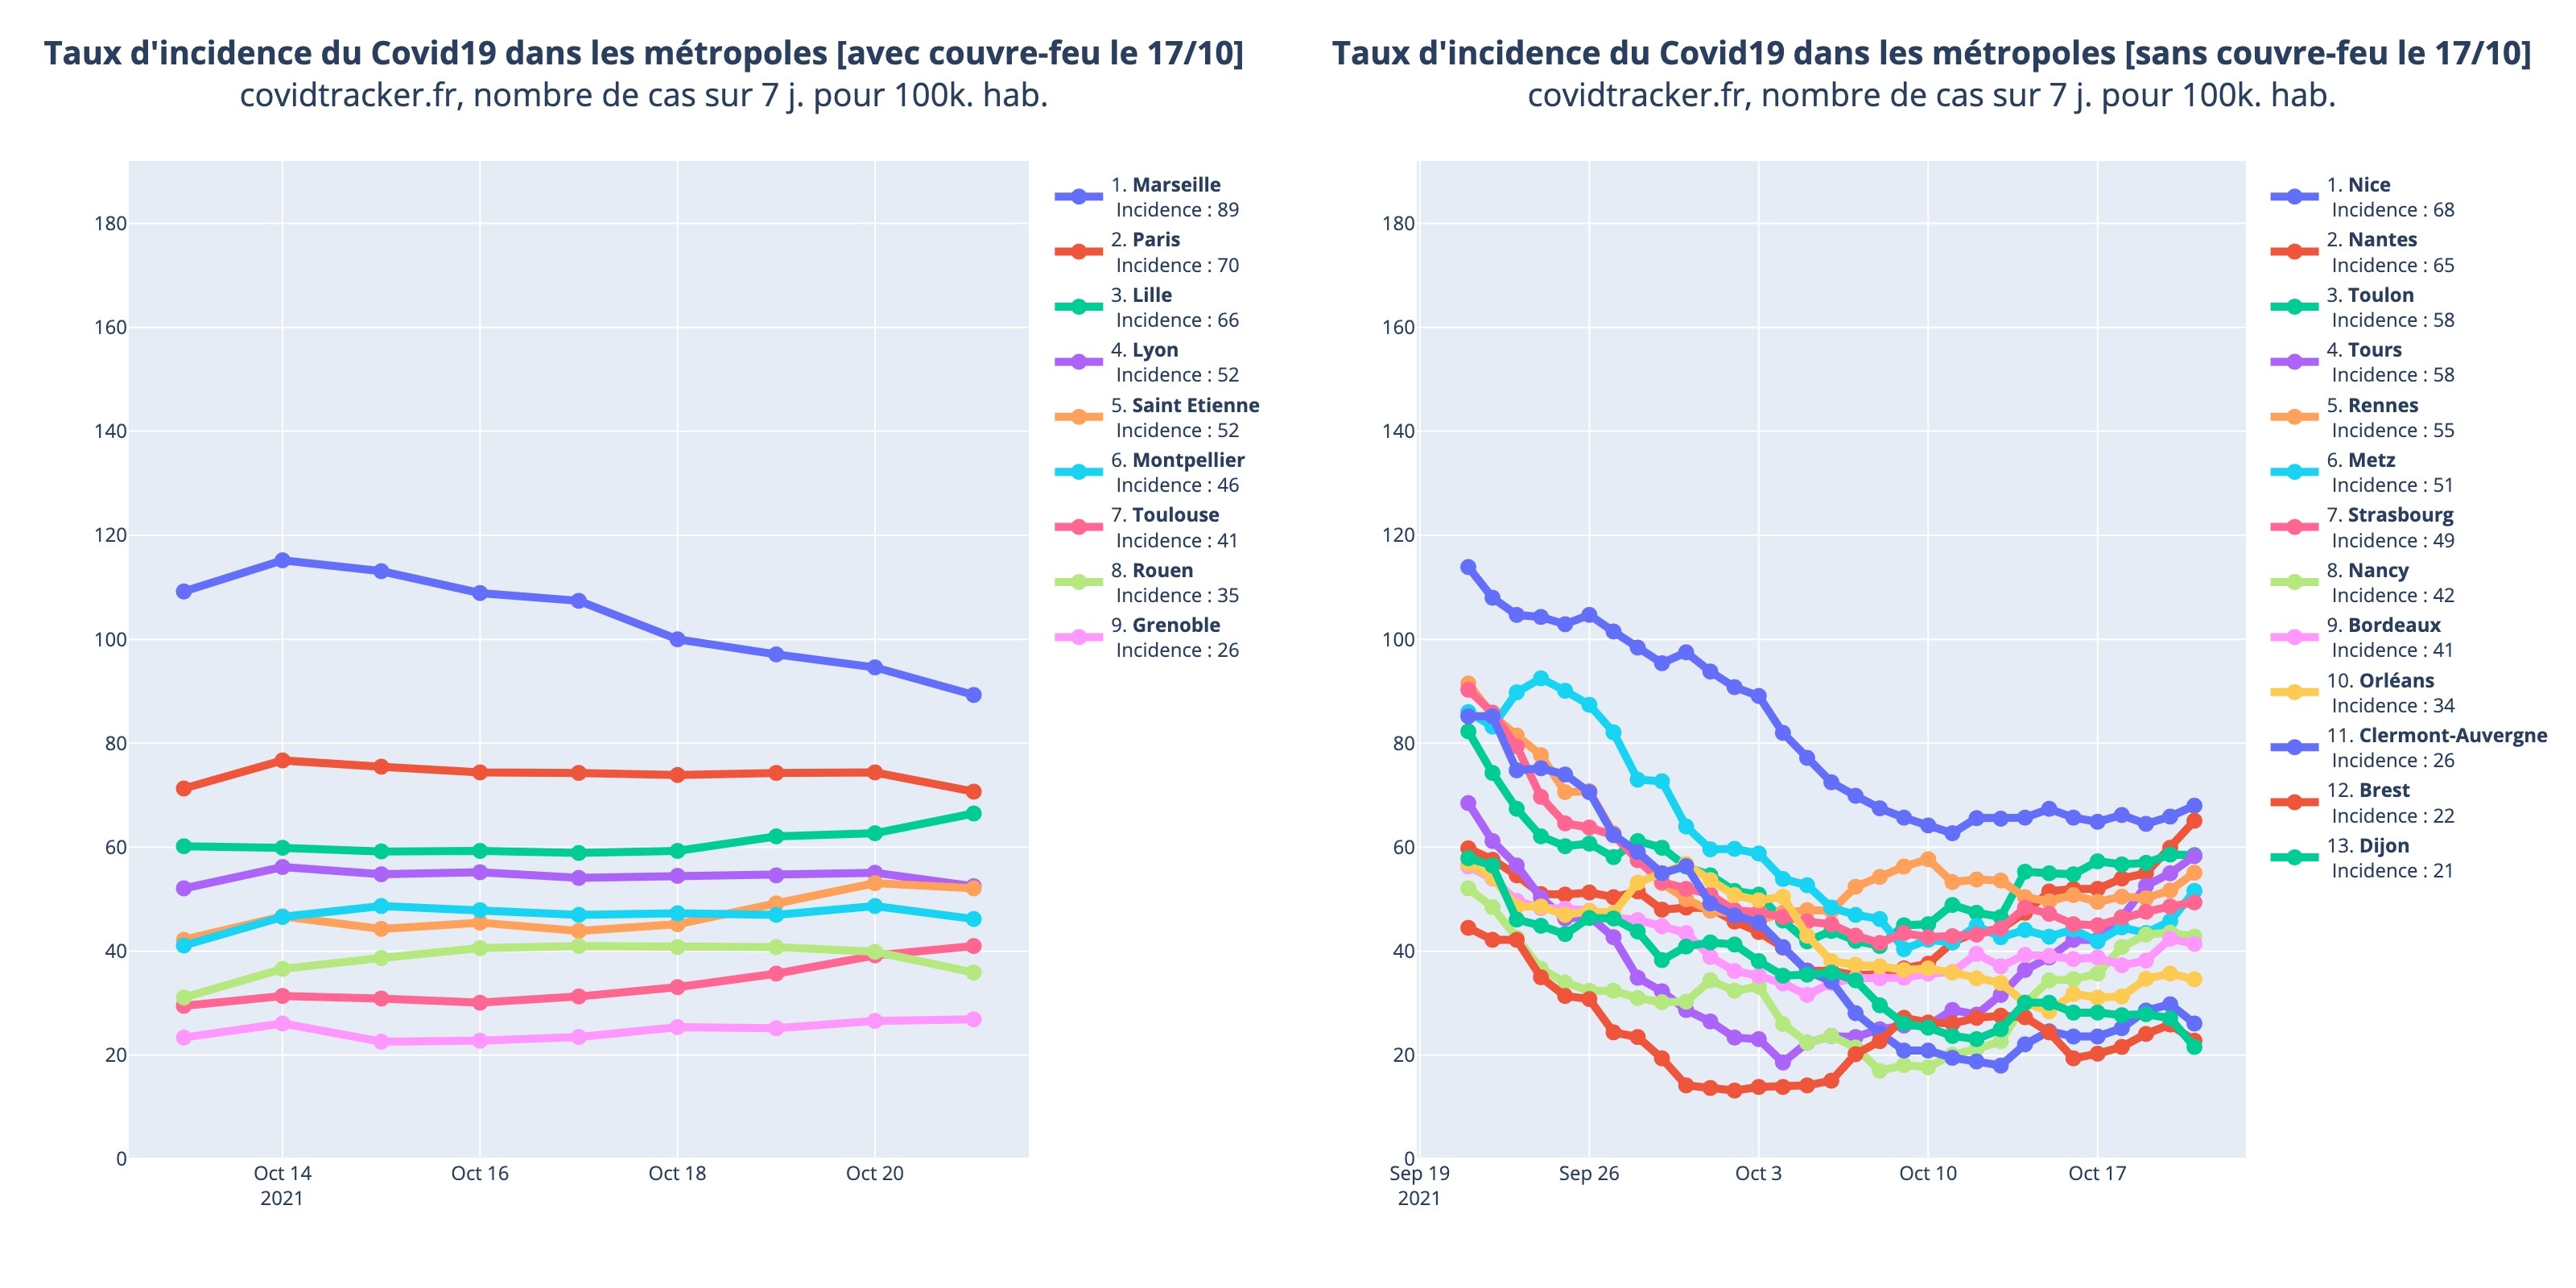 Taux d'incidence du Covid19 dans les métropoles [avec couvre-feu le 17/10]
covidtracker.fr, nombre de cas sur 7 j. pour 100k. hab.
180
160
140
120
100
80
60
40
20
0
Oct 14
2021
Oct 16
Oct 18
Oct 20
1. Marseille
Incidence : 89
2. Paris
Incidence : 70
3. Lille
Incidence : 66
4. Lyon
Incidence : 52
5. Saint Etienne
Incidence : 52
6. Montpellier
Incidence : 46
7. Toulouse
Incidence : 41
8. Rouen
Incidence : 35
9. Grenoble
Incidence : 26
Taux d'incidence du Covid19 dans les métropoles [sans couvre-feu le 17/10]
covidtracker.fr, nombre de cas sur 7 j. pour 100k. hab.
180
160
140
120
100
80
60
40
20
0
Sep 19
2021
Sep 26
Oct 3
Oct 10
Oct 17
1. Nice
Incidence : 68
2. Nantes
Incidence : 65
3. Toulon
Incidence : 58
4. Tours
Incidence : 58
5. Rennes
Incidence : 55
6. Metz
Incidence : 51
7. Strasbourg
Incidence : 49
8. Nancy
Incidence : 42
9. Bordeaux
Incidence : 41
10. Orléans
Incidence : 34
11. Clermont-Auvergne
Incidence : 26
12. Brest
Incidence : 22
13. Dijon
Incidence : 21